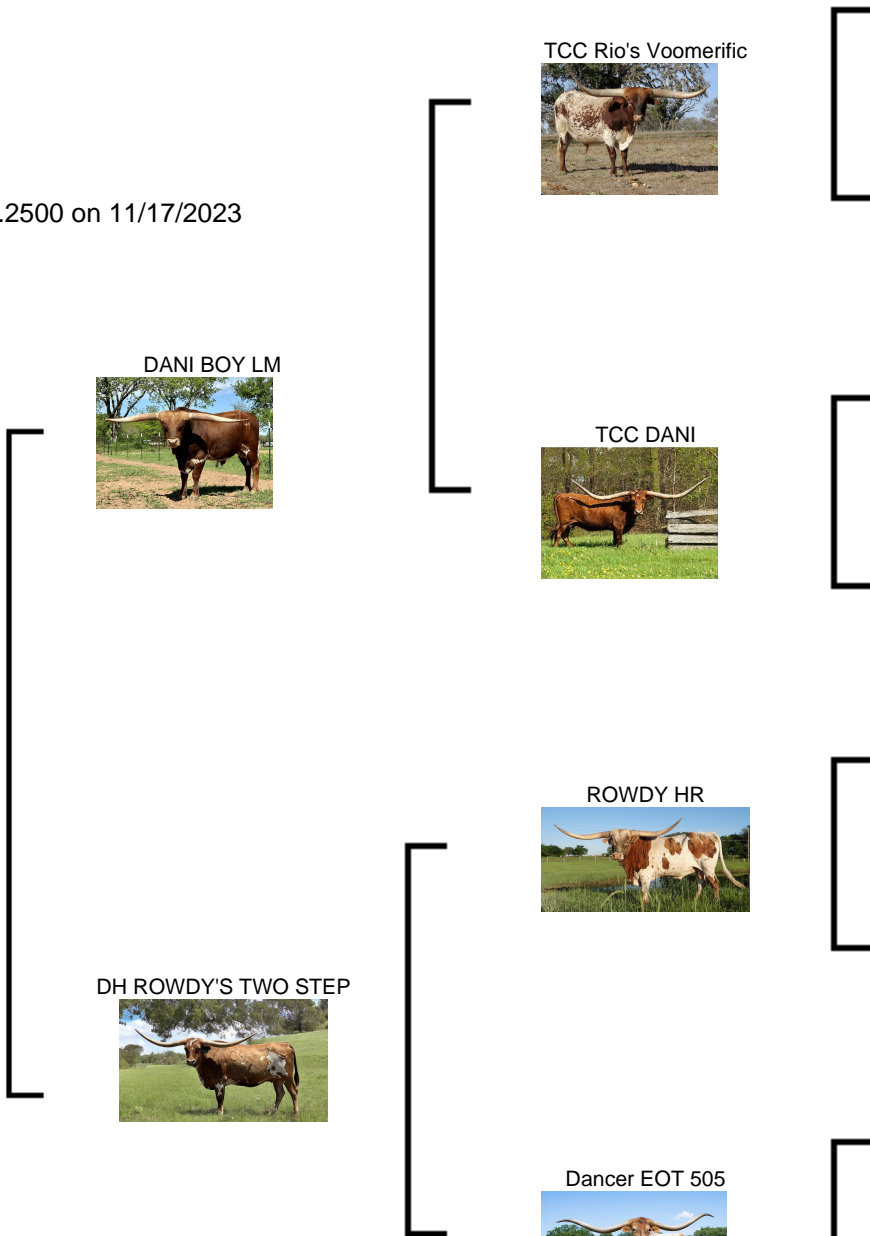 TCC Rio's Voomerific
.2500 on 11/17/2023
DANI BOY LM
TCC DANI
ROWDY HR
DH ROWDY'S TWO STEP
Dancer EOT 505